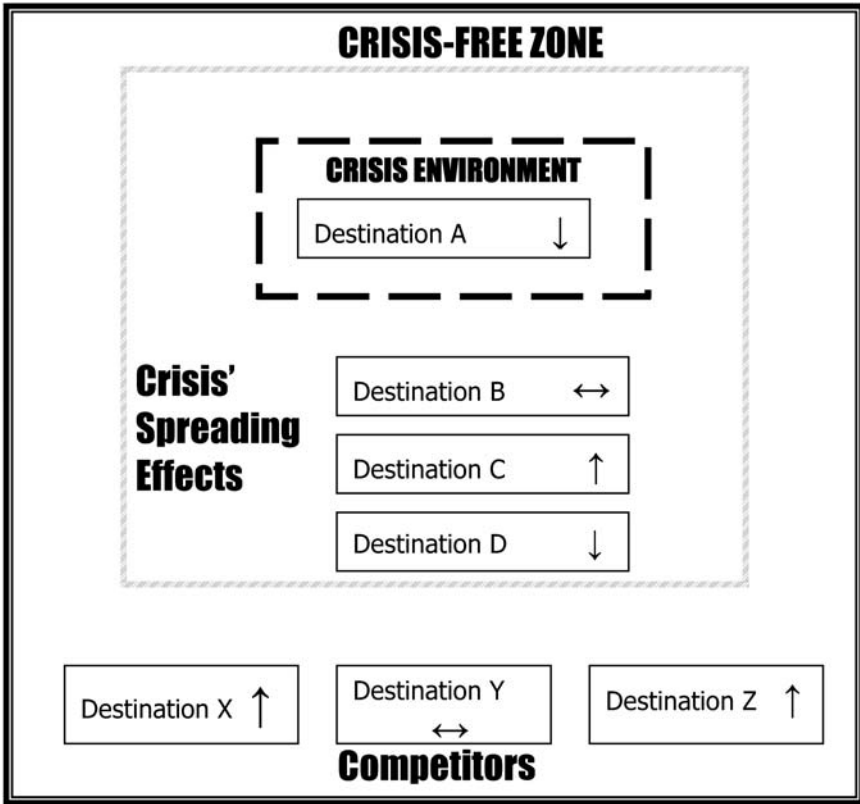 CRISIS-FREE ZONE
CRISIS ENVIRONMENT
Destination A ↓
Crisis'
Spreading
Effects
Destination B ↔
Destination C ↑
Destination D ↓
Destination X ↑
Destination Y
↔
Destination Z ↑
Competitors